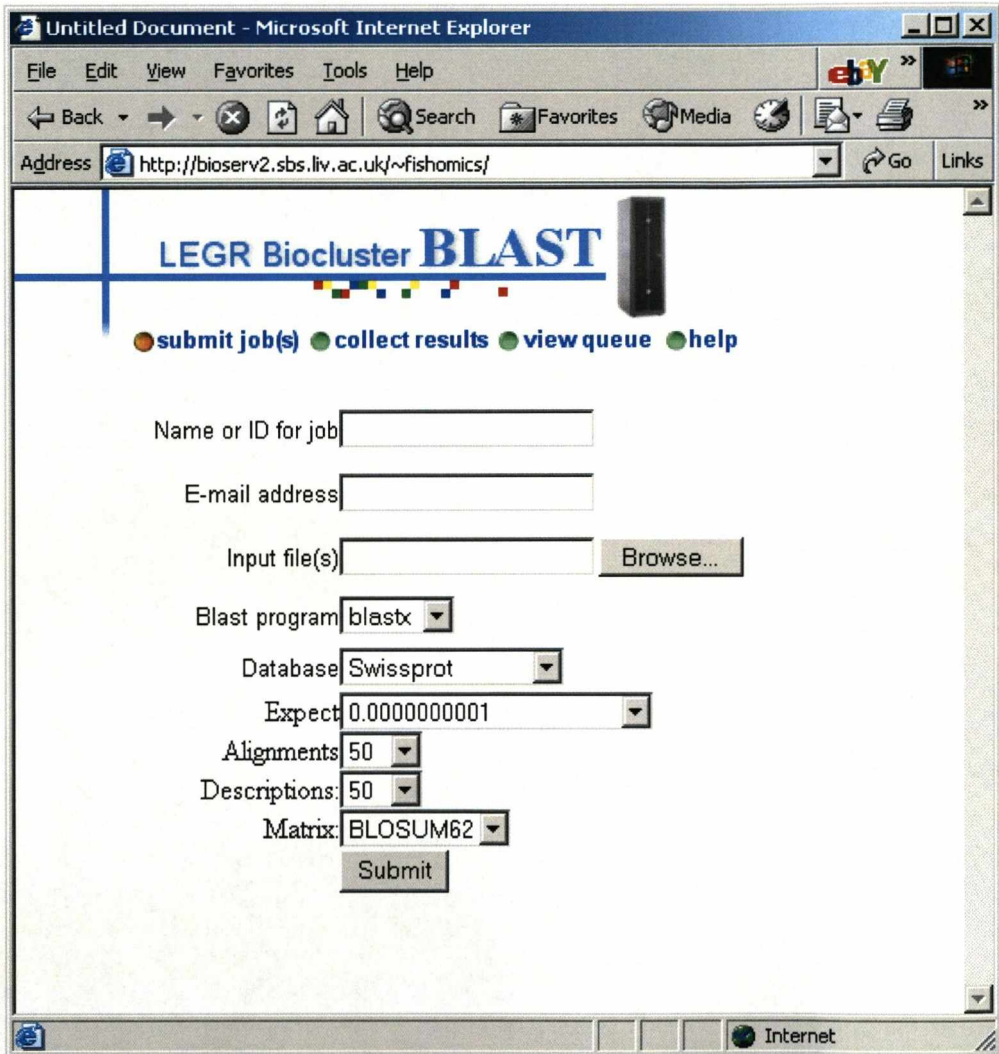 Untitled Document - Microsoft Internet Explorer
File Edit View Favorites Tools Help
ebY »
Back Search Favorites Media »
Address http://bioserv2.sbs.liv.ac.uk/~fishomics/ Go Links
LEGR Biocluster BLAST
submit job(s) collect results view queue help
Name or ID for job
E-mail address
Input file(s) Browse...
Blast program blastx
Database Swissprot
Expect 0.0000000001
Alignments 50
Descriptions: 50
Matrix: BLOSUM62
Submit
Internet